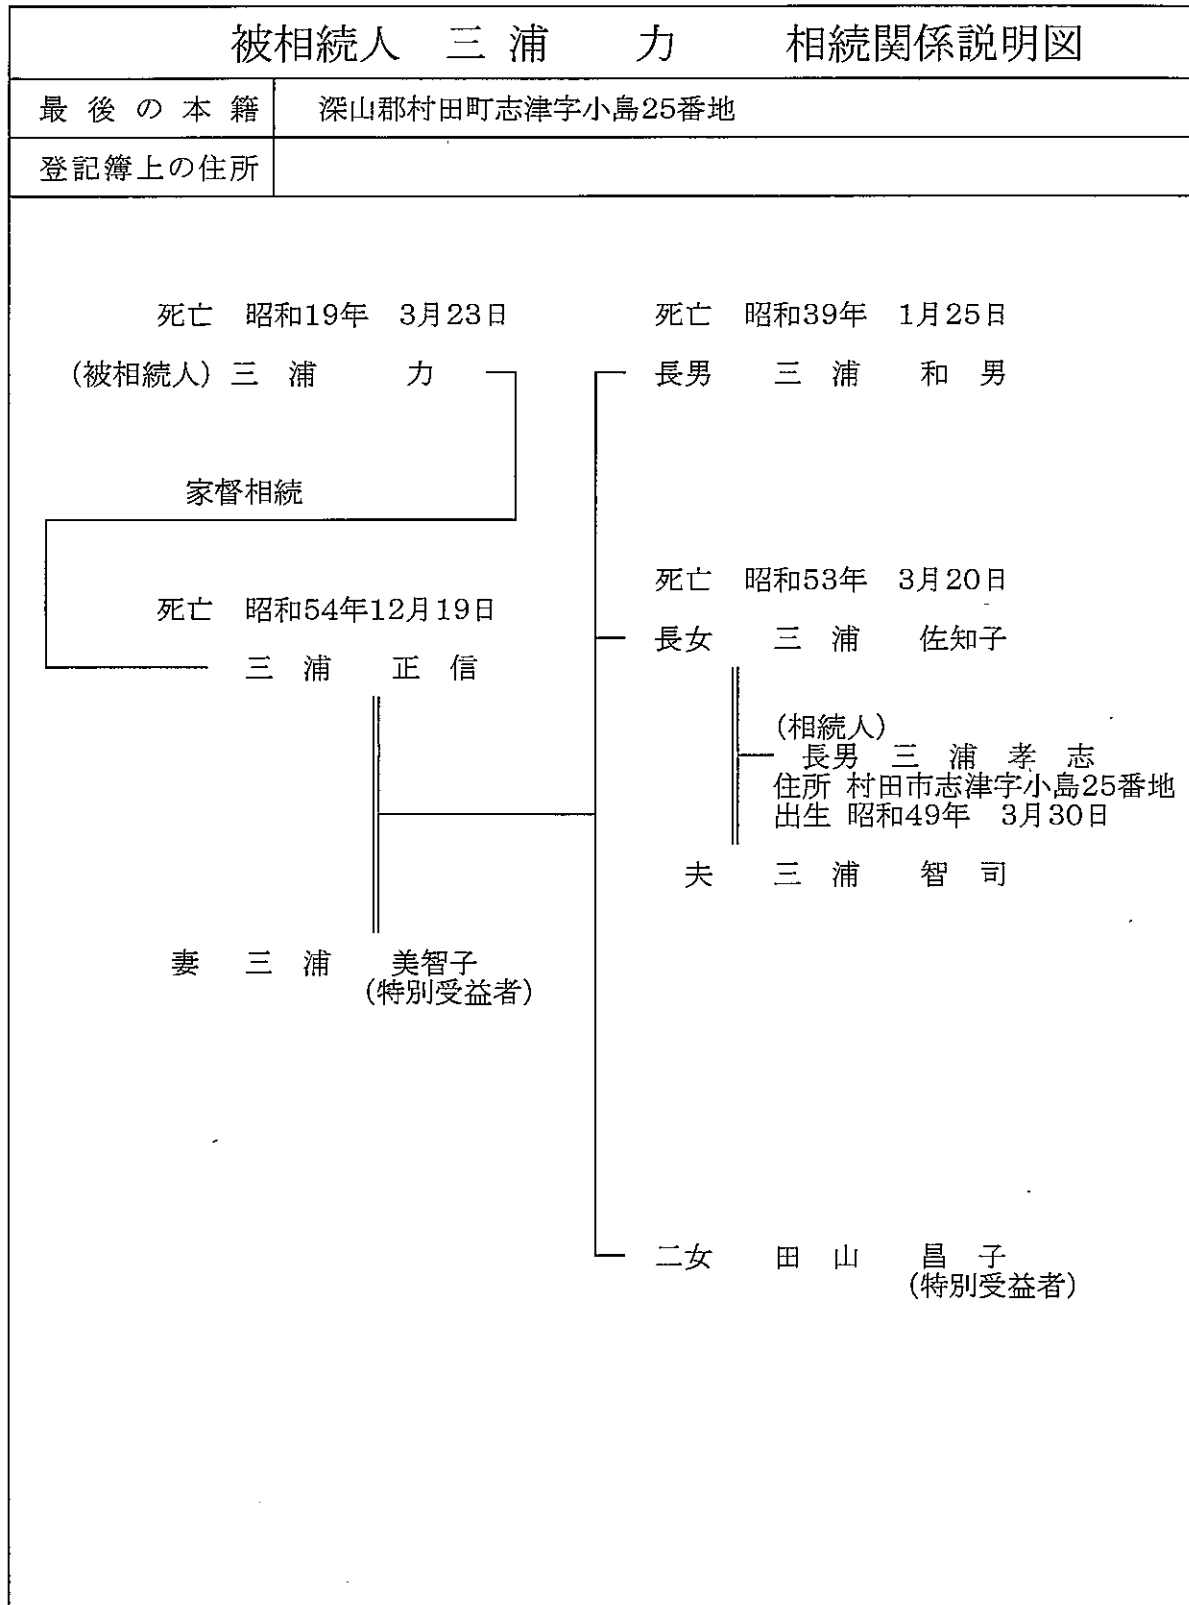 被相続人 三浦 力 相続関係説明図
最後の本籍 深山郡村田町志津字小島25番地
登記簿上の住所
死亡 昭和19年 3月23日
(被相続人) 三浦 力
家督相続
死亡 昭和54年12月19日
三浦 正信
妻 三浦 美智子
(特別受益者)
死亡 昭和39年 1月25日
長男 三浦 和男
死亡 昭和53年 3月20日
長女 三浦 佐知子
(相続人)
長男 三浦孝志
住所 村田市志津字小島25番地
出生 昭和49年 3月30日
夫 三浦 智司
二女 田山 昌子
(特別受益者)